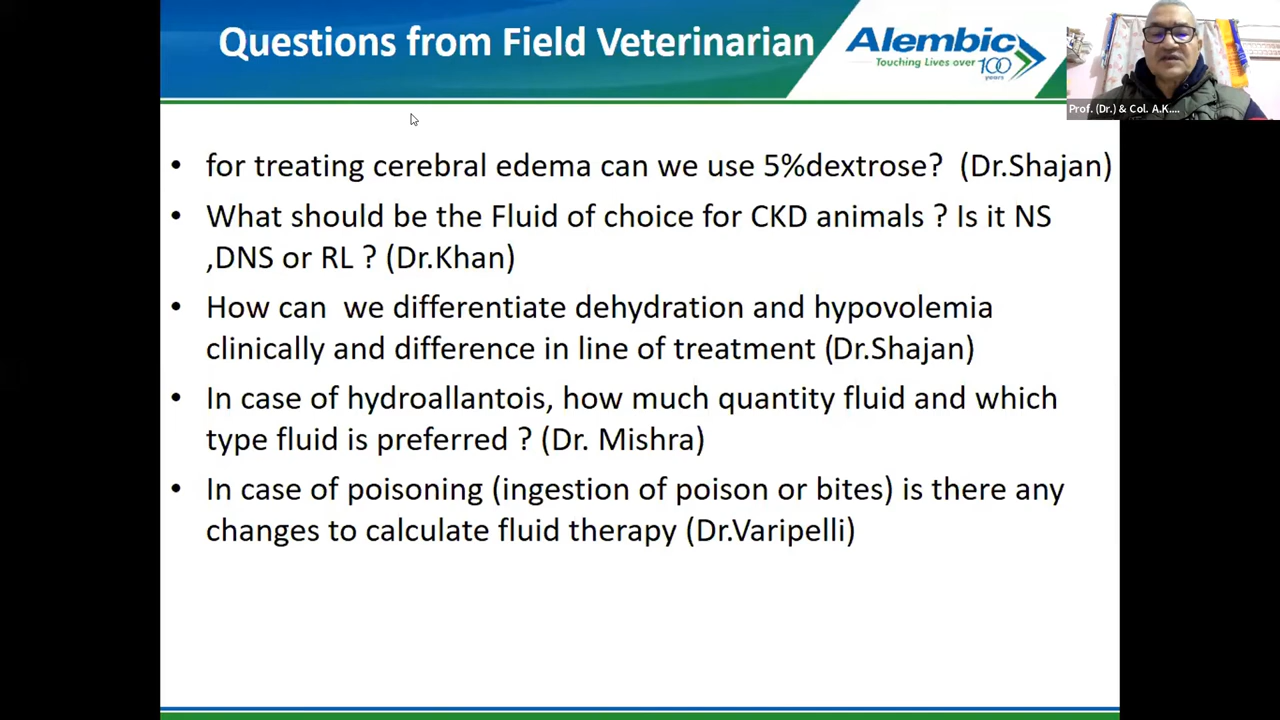 Questions from Field Veterinarian
Alembic
Touching Lives over 100 years
Prof. (Dr.) & Col. A.K....
• for treating cerebral edema can we use 5%dextrose? (Dr.Shajan)
• What should be the Fluid of choice for CKD animals ? Is it NS
,DNS or RL ? (Dr.Khan)
• How can we differentiate dehydration and hypovolemia
clinically and difference in line of treatment (Dr.Shajan)
• In case of hydroallantois, how much quantity fluid and which
type fluid is preferred ? (Dr. Mishra)
• In case of poisoning (ingestion of poison or bites) is there any
changes to calculate fluid therapy (Dr.Varipelli)